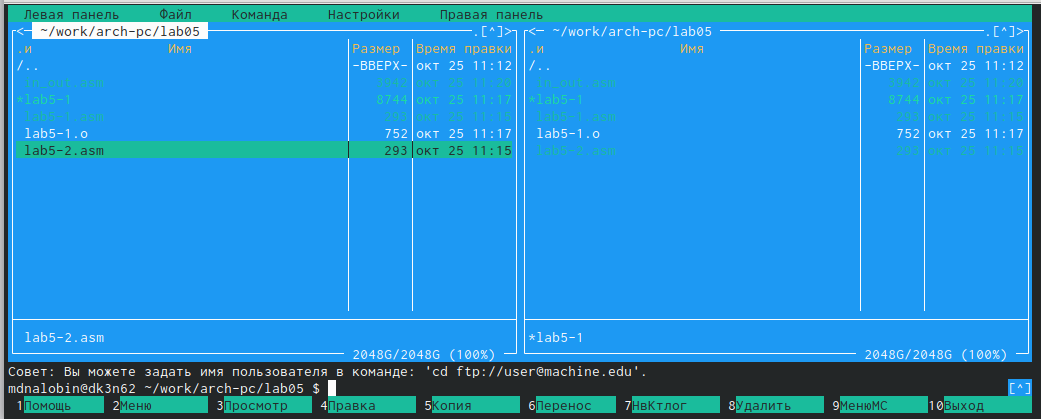 Левая панель Файл Команда Настройки Правая панель
<─ ~/work/arch-pc/lab05 .[^]> <─ ~/work/arch-pc/lab05 .[^]>
.и Имя Размер Время правки .и Имя Размер Время правки
/.. -ВВЕРХ- окт 25 11:12 /.. -ВВЕРХ- окт 25 11:12
in_out.asm 3942 окт 25 11:20 in_out.asm 3942 окт 25 11:20
*lab5-1 8744 окт 25 11:17 *lab5-1 8744 окт 25 11:17
lab5-1.asm 293 окт 25 11:15 lab5-1.asm 293 окт 25 11:15
lab5-1.o 752 окт 25 11:17 lab5-1.o 752 окт 25 11:17
lab5-2.asm 293 окт 25 11:15 lab5-2.asm 293 окт 25 11:15
lab5-2.asm *lab5-1
2048G/2048G (100%) 2048G/2048G (100%)
Совет: Вы можете задать имя пользователя в команде: 'cd ftp://user@machine.edu'.
mdnalobin@dk3n62 ~/work/arch-pc/lab05 $ [^]
1Помощь 2Меню 3Просмотр 4Правка 5Копия 6Перенос 7НвКтлог 8Удалить 9МенюМС 10Выход